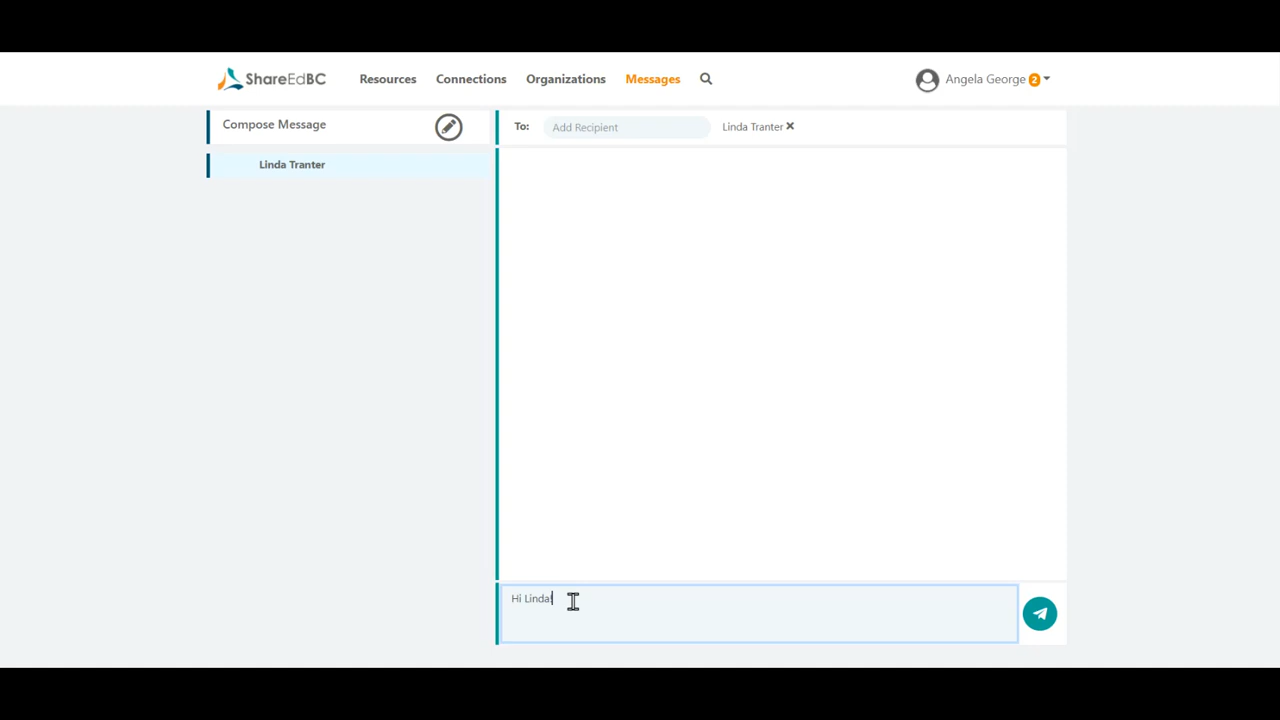 ShareEdBC Resources Connections Organizations Messages Angela George 2
Compose Message
To: Add Recipient Linda Tranter
Linda Tranter
Hi Linda!